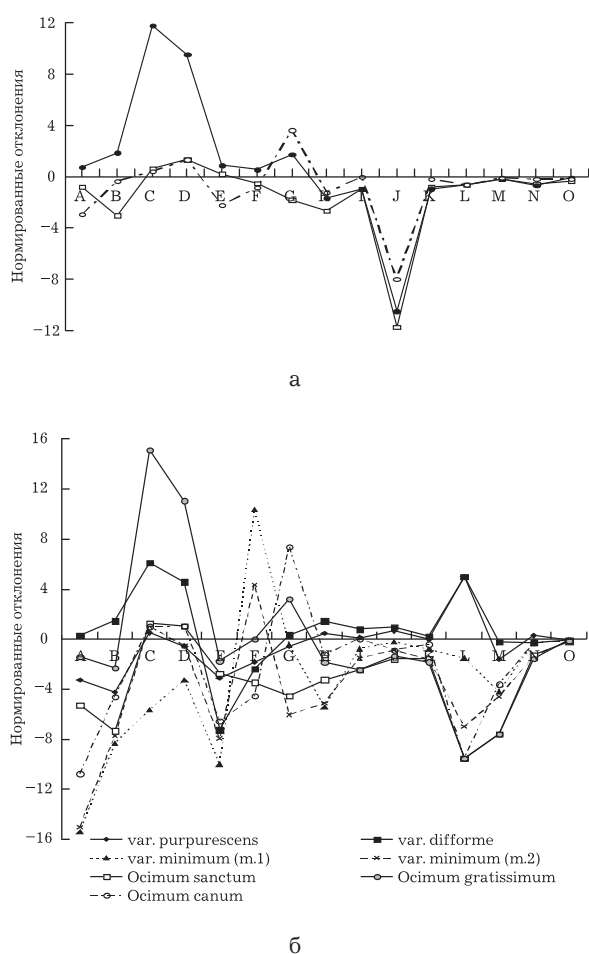 Нормированные отклонения
12
8
4
0
−4
−8
−12
A B C D E F G H I J K L M N O
а
Нормированные отклонения
16
12
8
4
0
−4
−8
−12
−16
A B C D E F G H I J K L M N O
var. purpurescens
var. difforme
var. minimum (m.1)
var. minimum (m.2)
Ocimum sanctum
Ocimum gratissimum
Ocimum canum
б